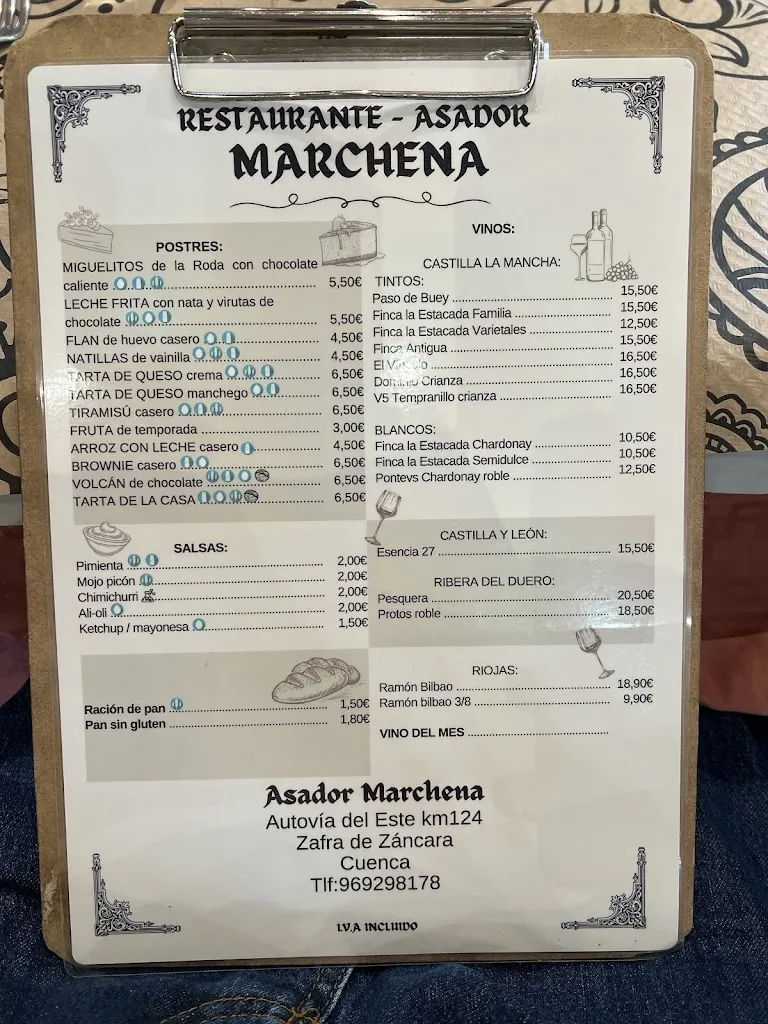 RESTAURANTE - ASADOR
MARCHENA
POSTRES:
MIGUELITOS de la Roda con chocolate
caliente ........ 5,50€
LECHE FRITA con nata y virutas de
chocolate ........ 5,50€
FLAN de huevo casero ........ 4,50€
NATILLAS de vainilla ........ 4,50€
TARTA DE QUESO crema ........ 6,50€
TARTA DE QUESO manchego ........ 6,50€
TIRAMISÚ casero ........ 6,50€
FRUTA de temporada ........ 3,00€
ARROZ CON LECHE casero ........ 4,50€
BROWNIE casero ........ 6,50€
VOLCÁN de chocolate ........ 6,50€
TARTA DE LA CASA ........ 6,50€
SALSAS:
Pimienta ........ 2,00€
Mojo picón ........ 2,00€
Chimichurri ........ 2,00€
Ali-oli ........ 2,00€
Ketchup / mayonesa ........ 1,50€
Ración de pan ........ 1,50€
Pan sin gluten ........ 1,80€
VINOS:
CASTILLA LA MANCHA:
TINTOS:
Paso de Buey ........ 15,50€
Finca la Estacada Familia ........ 15,50€
Finca la Estacada Varietales ........ 12,50€
Finca Antigua ........ 15,50€
El ........ 16,50€
Dominio Crianza ........ 16,50€
V5 Tempranillo crianza ........ 16,50€
BLANCOS:
Finca la Estacada Chardonay ........ 10,50€
Finca la Estacada Semidulce ........ 10,50€
Pontevs Chardonay roble ........ 12,50€
CASTILLA Y LEÓN:
Esencia 27 ........ 15,50€
RIBERA DEL DUERO:
Pesquera ........ 20,50€
Protos roble ........ 18,50€
RIOJAS:
Ramón Bilbao ........ 18,90€
Ramón bilbao 3/8 ........ 9,90€
VINO DEL MES ........
Asador Marchena
Autovía del Este km124
Zafra de Záncara
Cuenca
Tlf:969298178
I.V.A INCLUIDO